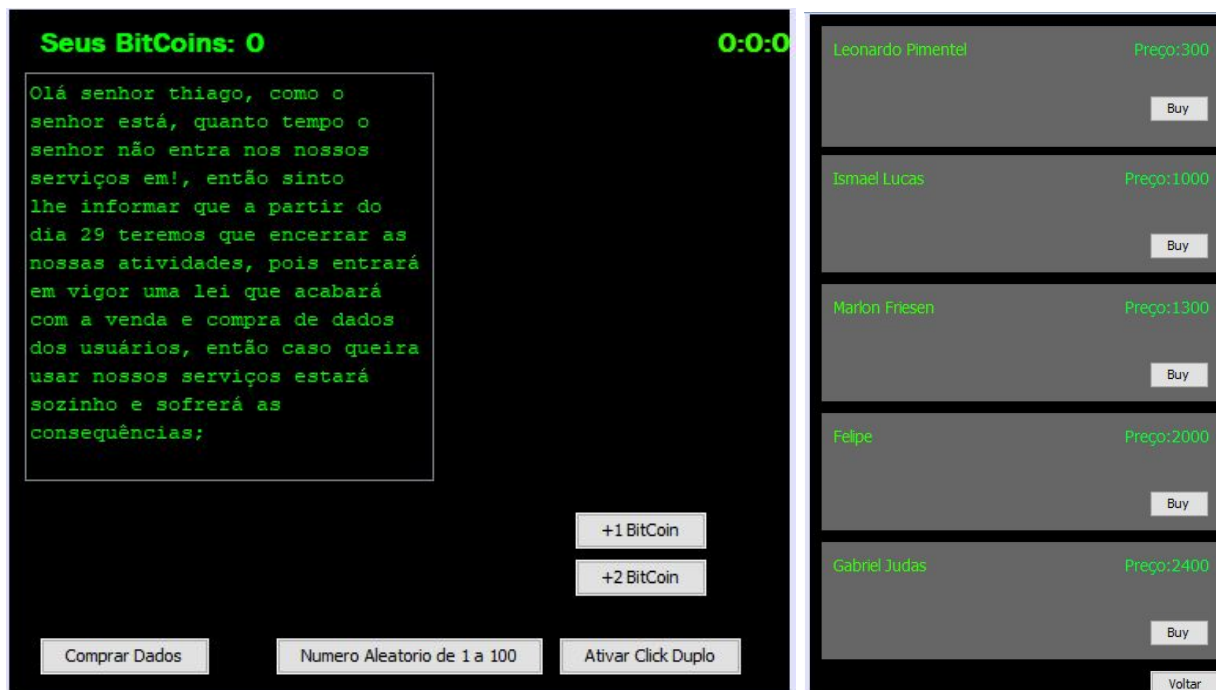 Seus BitCoins: 0
0:0:0
Olá senhor thiago, como o
senhor está, quanto tempo o
senhor não entra nos nossos
serviços em!, então sinto
lhe informar que a partir do
dia 29 teremos que encerrar as
nossas atividades, pois entrará
em vigor uma lei que acabará
com a venda e compra de dados
dos usuários, então caso queira
usar nossos serviços estará
sozinho e sofrerá as
consequências;
+1 BitCoin
+2 BitCoin
Comprar Dados
Numero Aleatorio de 1 a 100
Ativar Click Duplo
Leonardo Pimentel
Preço:300
Buy
Ismael Lucas
Preço:1000
Buy
Marlon Friesen
Preço:1300
Buy
Felipe
Preço:2000
Buy
Gabriel Judas
Preço:2400
Buy
Voltar